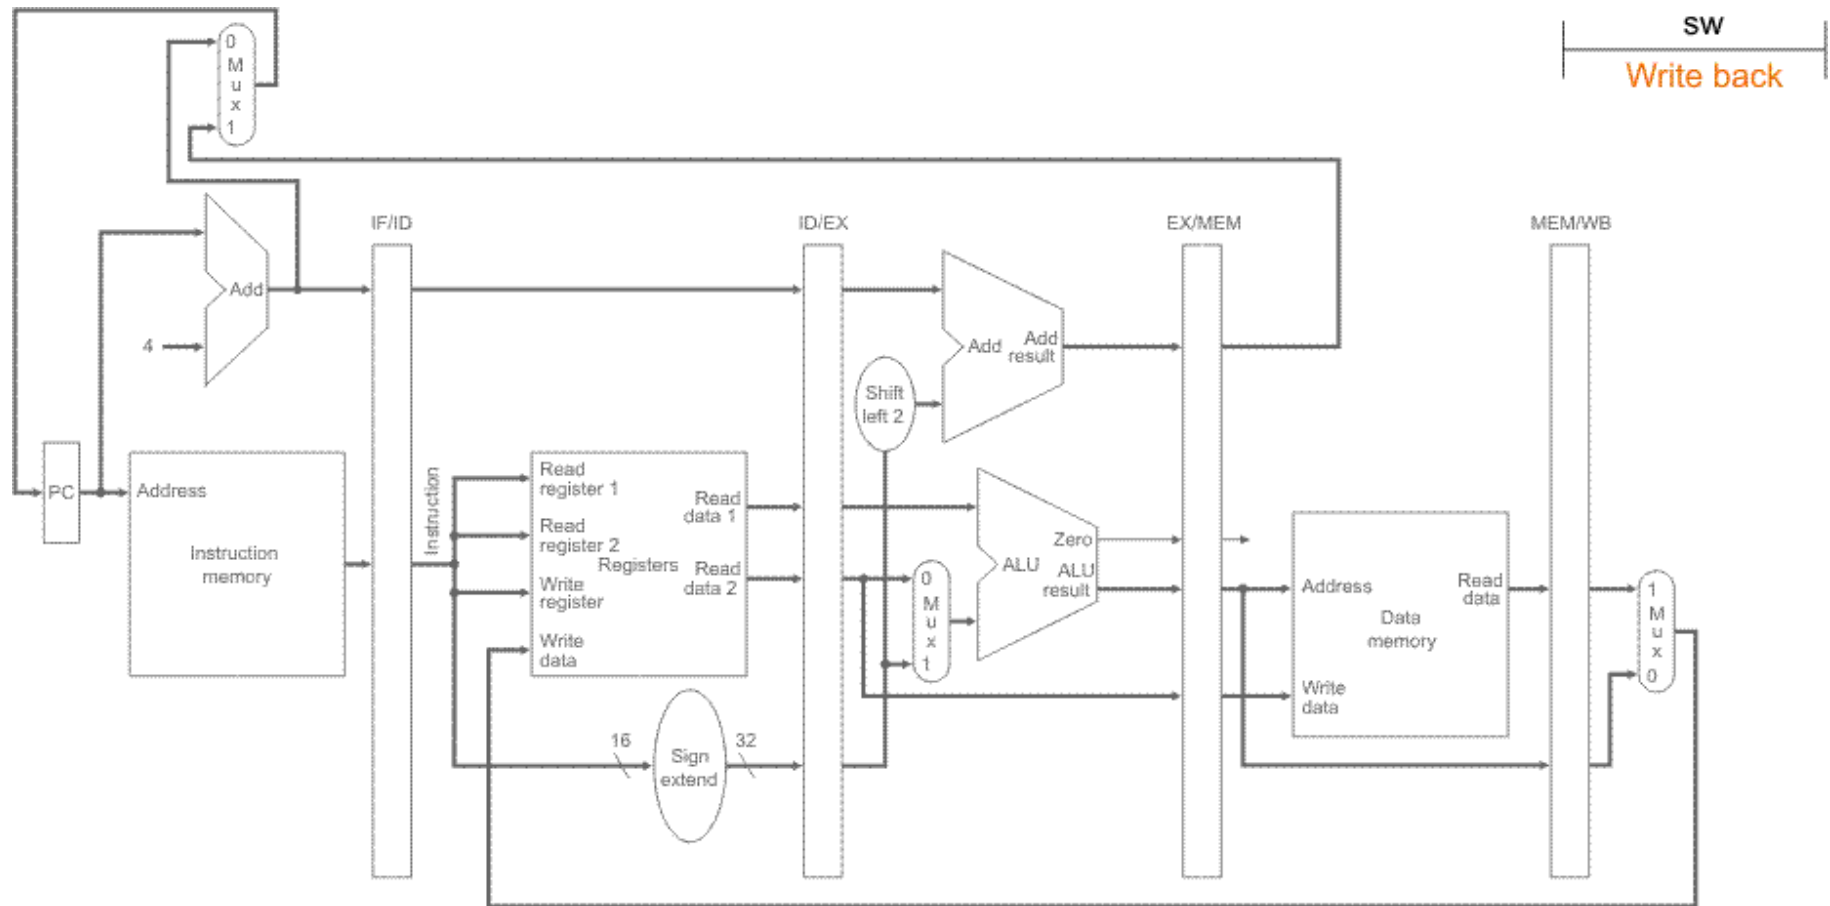 SW
Write back
0
M
u
x
1
IF/ID
ID/EX
EX/MEM
MEM/WB
Add
4
Add
Add
result
Shift
left 2
PC
Address
Instruction
memory
Instruction
Read
register 1
Read
register 2
Write
register
Write
data
Registers
Read
data 1
Read
data 2
16
Sign
extend
32
0
M
u
x
1
Zero
ALU
ALU
result
Address
Read
data
Data
memory
Write
data
1
M
u
x
0